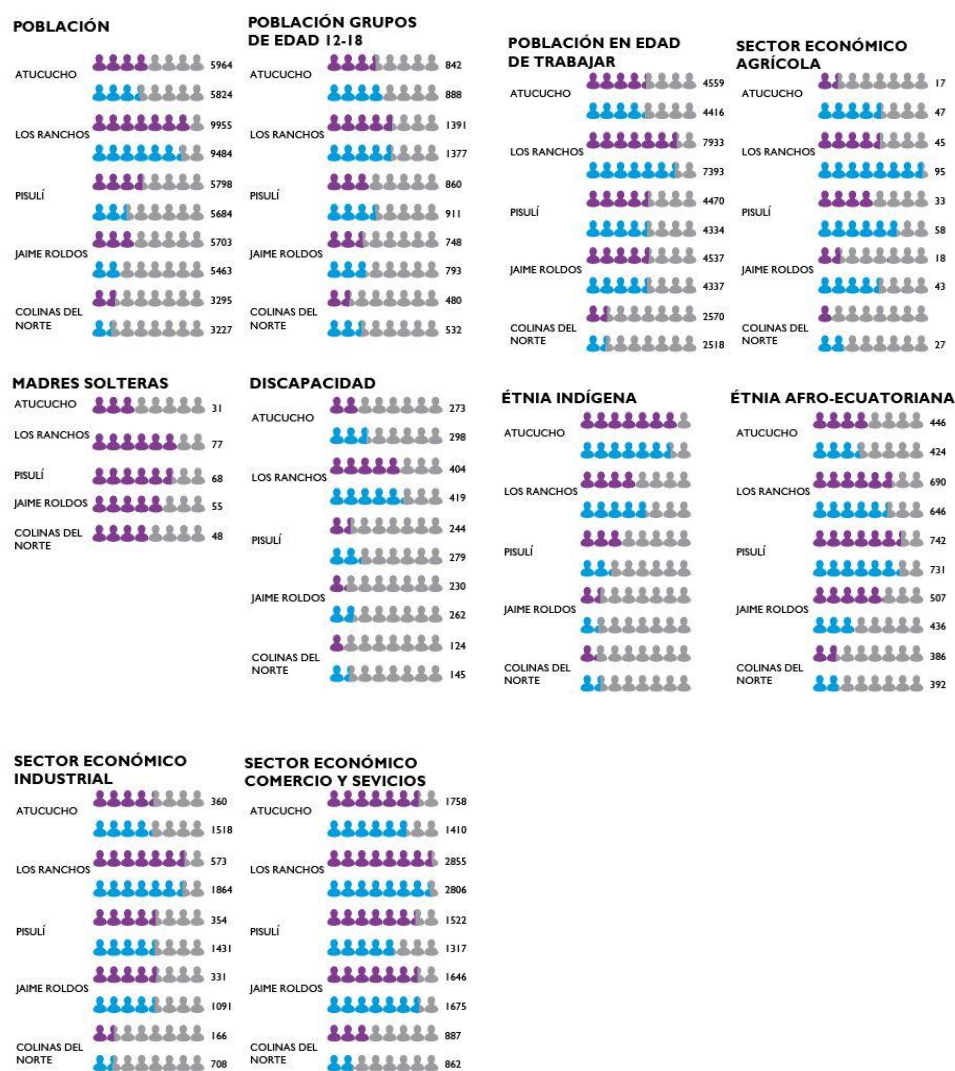 POBLACIÓN
ATUCUCHO
5964
5824
LOS RANCHOS
9955
9484
PISULÍ
5798
5684
JAIME ROLDOS
5703
5463
COLINAS DEL
NORTE
3295
3227
POBLACIÓN GRUPOS
DE EDAD 12-18
ATUCUCHO
842
888
LOS RANCHOS
1391
1377
PISULÍ
860
911
JAIME ROLDOS
748
793
COLINAS DEL
NORTE
480
532
POBLACIÓN EN EDAD
DE TRABAJAR
ATUCUCHO
4559
4416
LOS RANCHOS
7933
7393
PISULÍ
4470
4334
JAIME ROLDOS
4537
4337
COLINAS DEL
NORTE
2570
2518
SECTOR ECONÓMICO
AGRÍCOLA
ATUCUCHO
17
47
LOS RANCHOS
45
95
PISULÍ
33
58
JAIME ROLDOS
18
43
COLINAS DEL
NORTE
27
MADRES SOLTERAS
ATUCUCHO
31
LOS RANCHOS
77
PISULÍ
68
JAIME ROLDOS
55
COLINAS DEL
NORTE
48
DISCAPACIDAD
ATUCUCHO
273
298
LOS RANCHOS
404
419
PISULÍ
244
279
JAIME ROLDOS
230
262
COLINAS DEL
NORTE
124
145
ÉTNIA INDÍGENA
ATUCUCHO
LOS RANCHOS
PISULÍ
JAIME ROLDOS
COLINAS DEL
NORTE
ÉTNIA AFRO-ECUATORIANA
ATUCUCHO
446
424
LOS RANCHOS
690
646
PISULÍ
742
731
JAIME ROLDOS
507
436
COLINAS DEL
NORTE
386
392
SECTOR ECONÓMICO
INDUSTRIAL
ATUCUCHO
360
1518
LOS RANCHOS
573
1864
PISULÍ
354
1431
JAIME ROLDOS
331
1091
COLINAS DEL
NORTE
166
708
SECTOR ECONÓMICO
COMERCIO Y SEVICIOS
ATUCUCHO
1758
1410
LOS RANCHOS
2855
2806
PISULÍ
1522
1317
JAIME ROLDOS
1646
1675
COLINAS DEL
NORTE
887
862